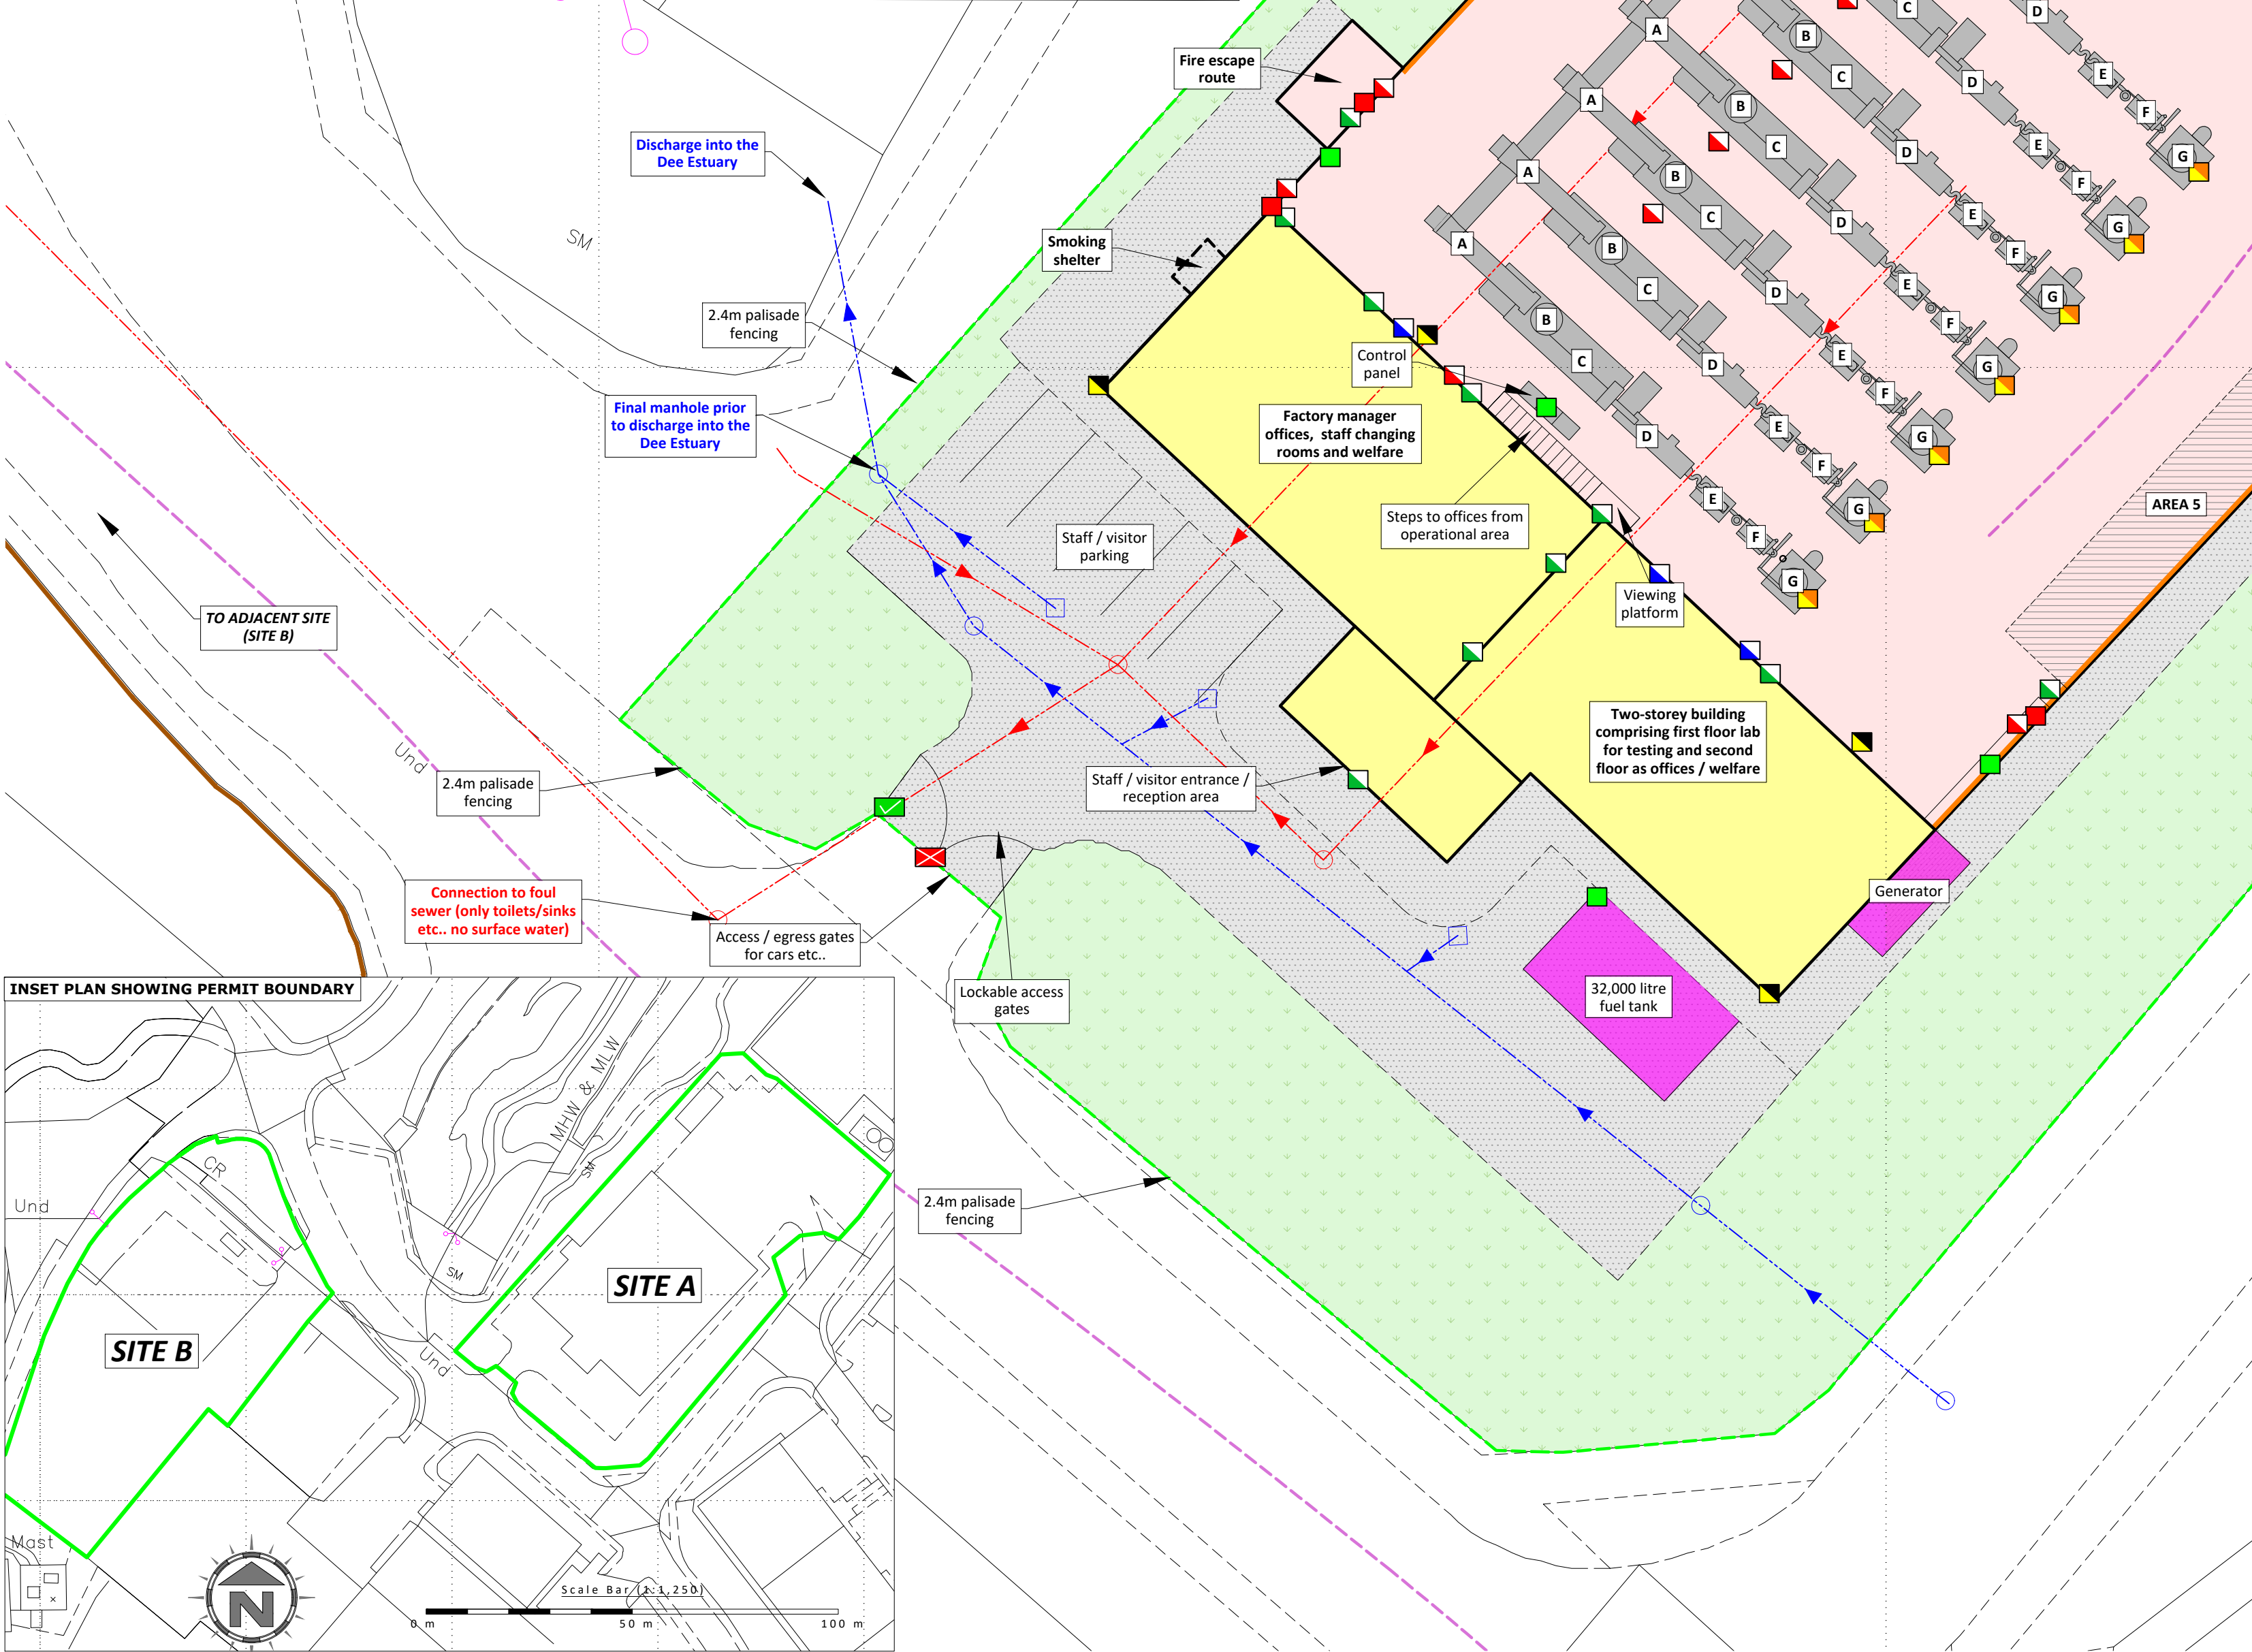 Fire escape
route
Discharge into the
Dee Estuary
SM
Smoking
shelter
2.4m palisade
fencing
Control
panel
Final manhole prior
to discharge into the
Dee Estuary
Factory manager
offices, staff changing
rooms and welfare
Steps to offices from
operational area
Staff / visitor
parking
AREA 5
Viewing
platform
TO ADJACENT SITE
(SITE B)
Und
2.4m palisade
fencing
Two-storey building
comprising first floor lab
for testing and second
floor as offices / welfare
Staff / visitor entrance /
reception area
Generator
Connection to foul
sewer (only toilets/sinks
etc.. no surface water)
Access / egress gates
for cars etc..
Lockable access
gates
32,000 litre
fuel tank
2.4m palisade
fencing
A
A
A
A
B
B
B
B
B
C
C
C
C
C
C
D
D
D
D
D
D
D
E
E
E
E
E
E
E
F
F
F
F
F
F
F
G
G
G
G
G
G
G
INSET PLAN SHOWING PERMIT BOUNDARY
MHW & MLW
SM
CR
Und
SM
SITE A
SITE B
Und
Mast
N
Scale Bar (1:1,250)
0 m
50 m
100 m